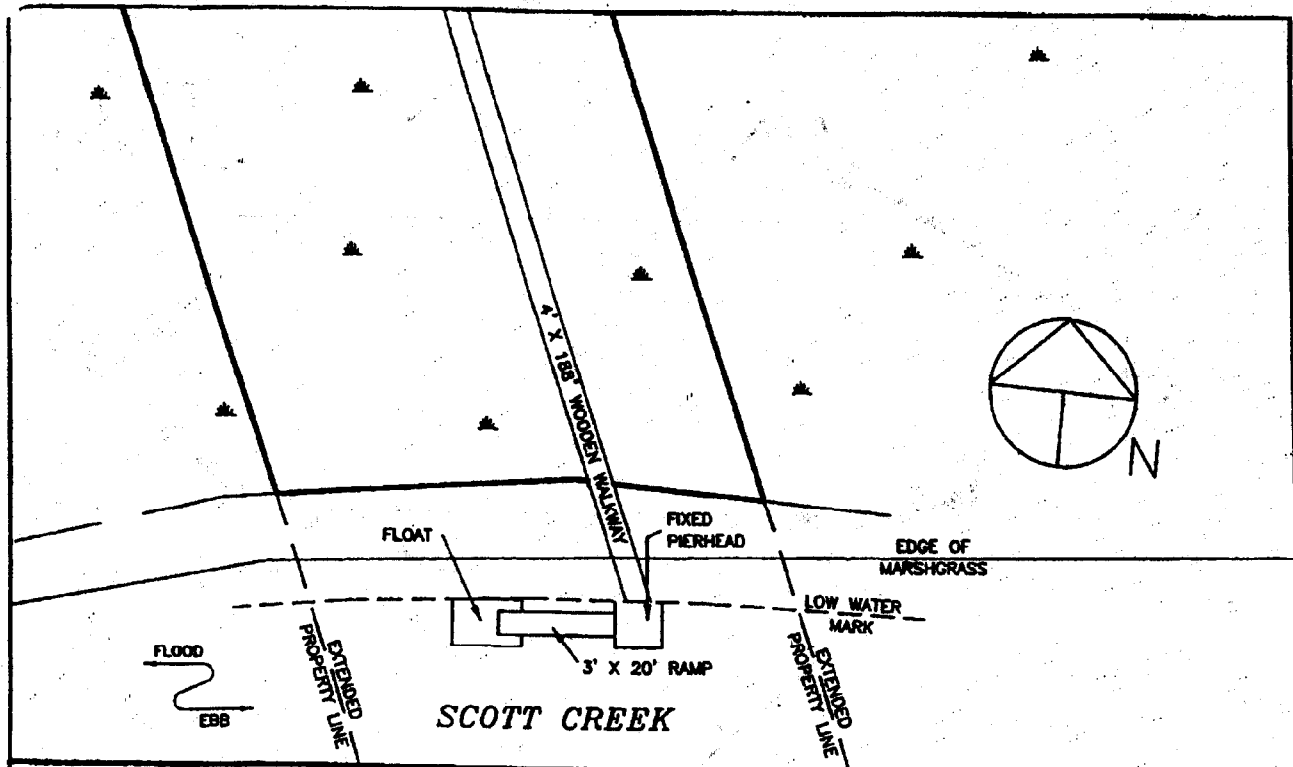 4' X 188' WOODEN WALKWAY
N
FLOAT
FIXED
PIERHEAD
EDGE OF
MARSHGRASS
LOW WATER
MARK
FLOOD
EBB
EXTENDED
PROPERTY LINE
3' X 20' RAMP
EXTENDED
PROPERTY LINE
SCOTT CREEK